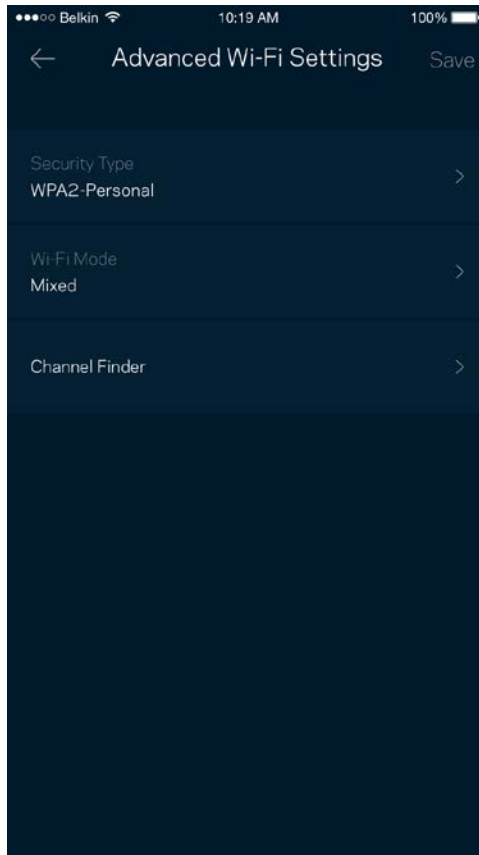 Belkin 10:19 AM 100%
Advanced Wi-Fi Settings Save
Security Type
WPA2-Personal
Wi-Fi Mode
Mixed
Channel Finder